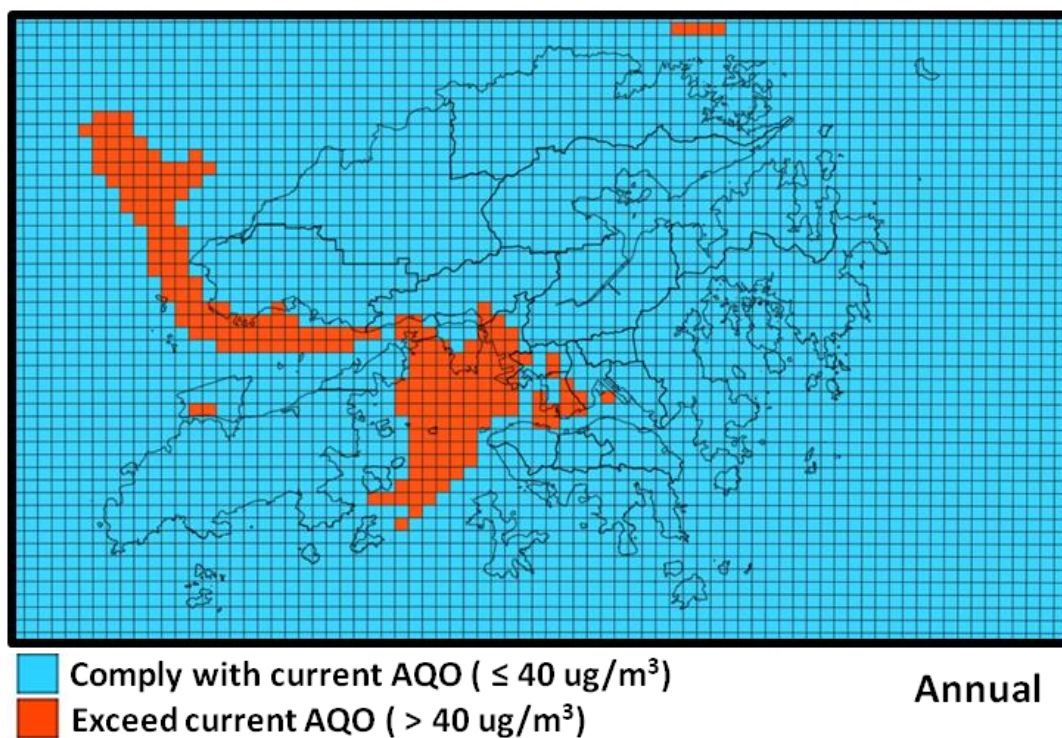 Comply with current AQO ( ≤ 40 ug/m³)
Annual
Exceed current AQO ( > 40 ug/m³)